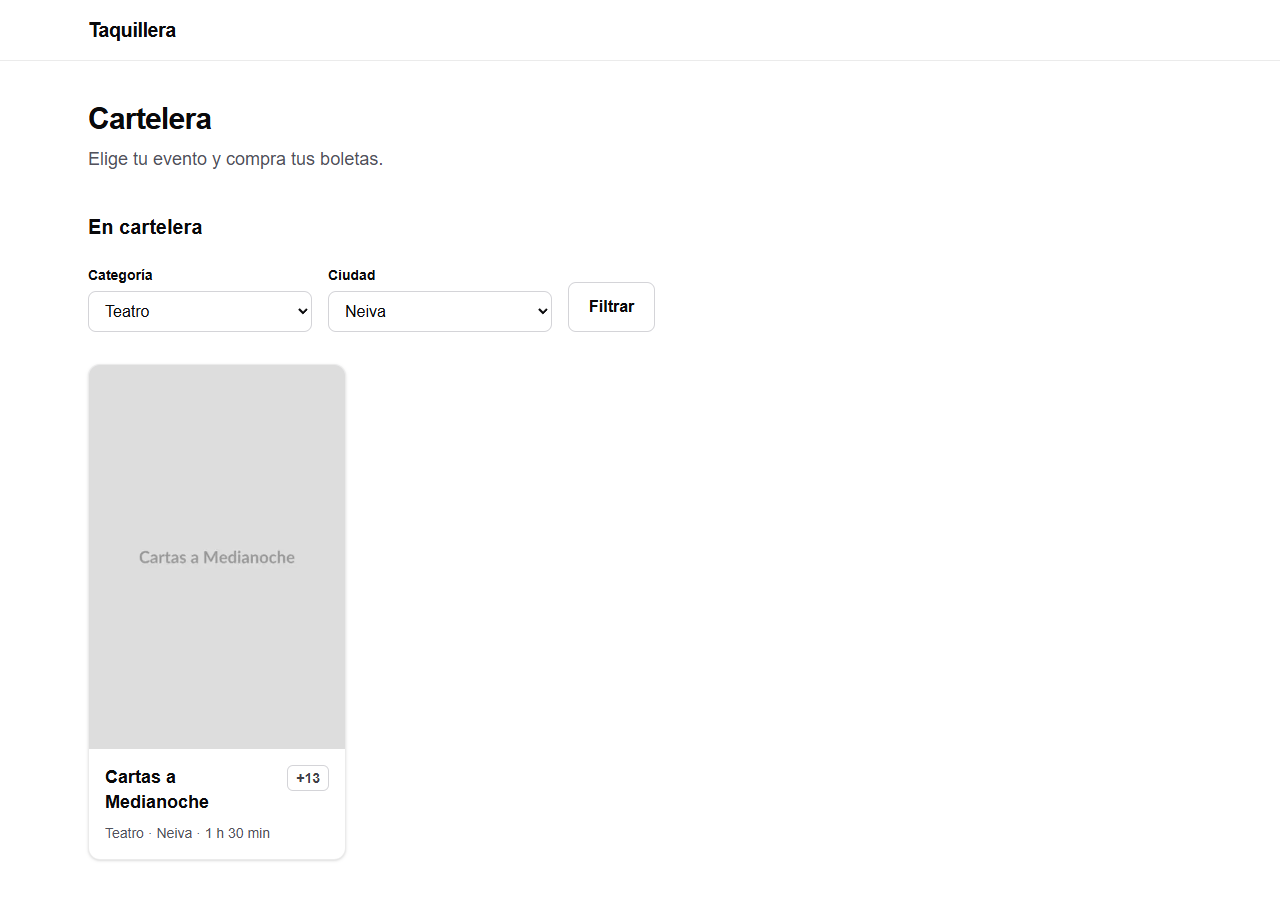 Taquillera
Cartelera
Elige tu evento y compra tus boletas.
En cartelera
Categoría
Ciudad
Teatro
Neiva
Filtrar
Cartas a Medianoche
Cartas a
Medianoche
+13
Teatro · Neiva · 1 h 30 min